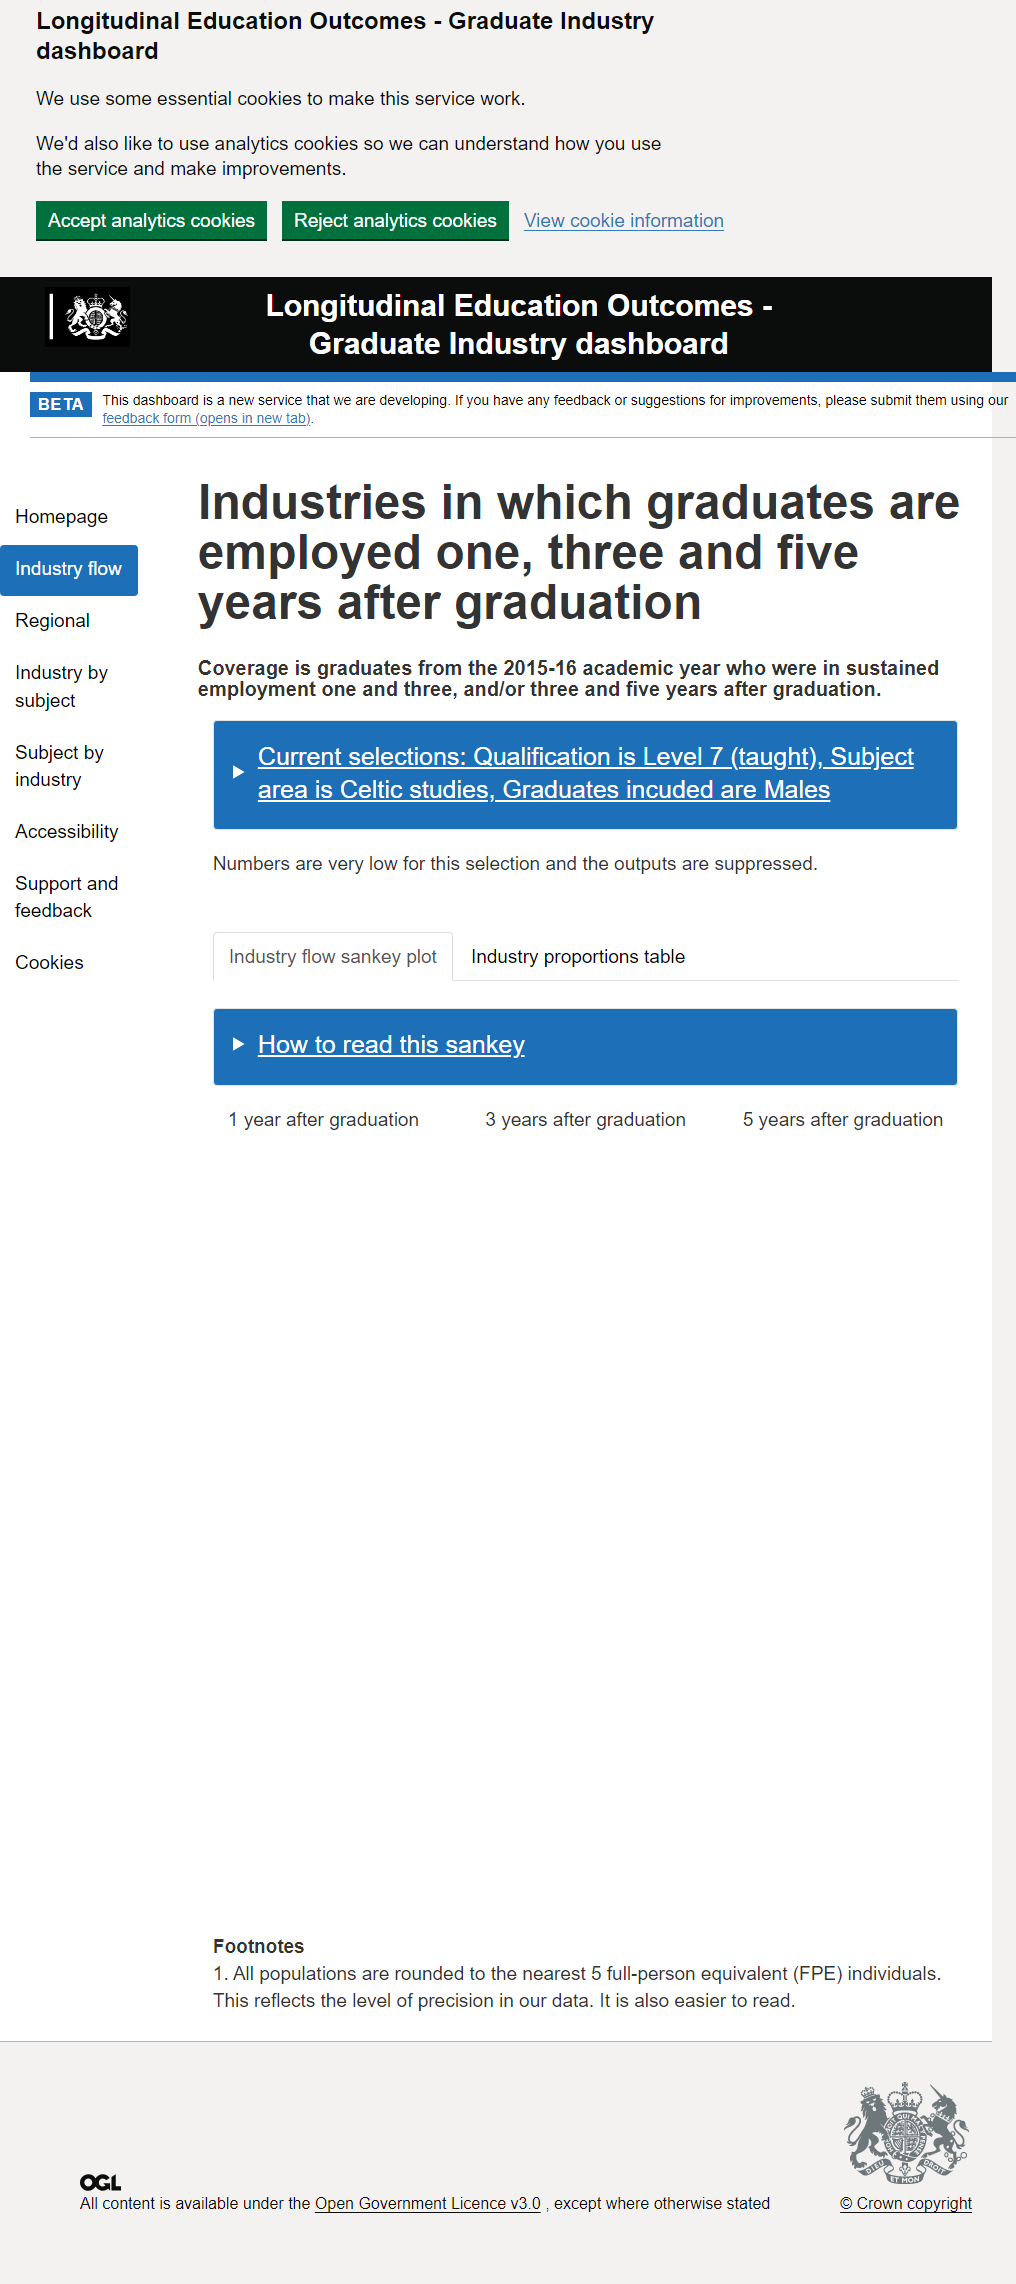 Longitudinal Education Outcomes - Graduate Industry
dashboard
We use some essential cookies to make this service work.
We'd also like to use analytics cookies so we can understand how you use
the service and make improvements.
Accept analytics cookies
Reject analytics cookies
View cookie information
Longitudinal Education Outcomes -
Graduate Industry dashboard
BETA
This dashboard is a new service that we are developing. If you have any feedback or suggestions for improvements, please submit them using our
feedback form (opens in new tab).
Homepage
Industry flow
Regional
Industry by
subject
Subject by
industry
Accessibility
Support and
feedback
Cookies
Industries in which graduates are
employed one, three and five
years after graduation
Coverage is graduates from the 2015-16 academic year who were in sustained
employment one and three, and/or three and five years after graduation.
Current selections: Qualification is Level 7 (taught), Subject
area is Celtic studies, Graduates incuded are Males
Numbers are very low for this selection and the outputs are suppressed.
Industry flow sankey plot
Industry proportions table
How to read this sankey
1 year after graduation
3 years after graduation
5 years after graduation
Footnotes
1. All populations are rounded to the nearest 5 full-person equivalent (FPE) individuals.
This reflects the level of precision in our data. It is also easier to read.
OGL
All content is available under the Open Government Licence v3.0 , except where otherwise stated
DIEU ET MON DROIT
© Crown copyright